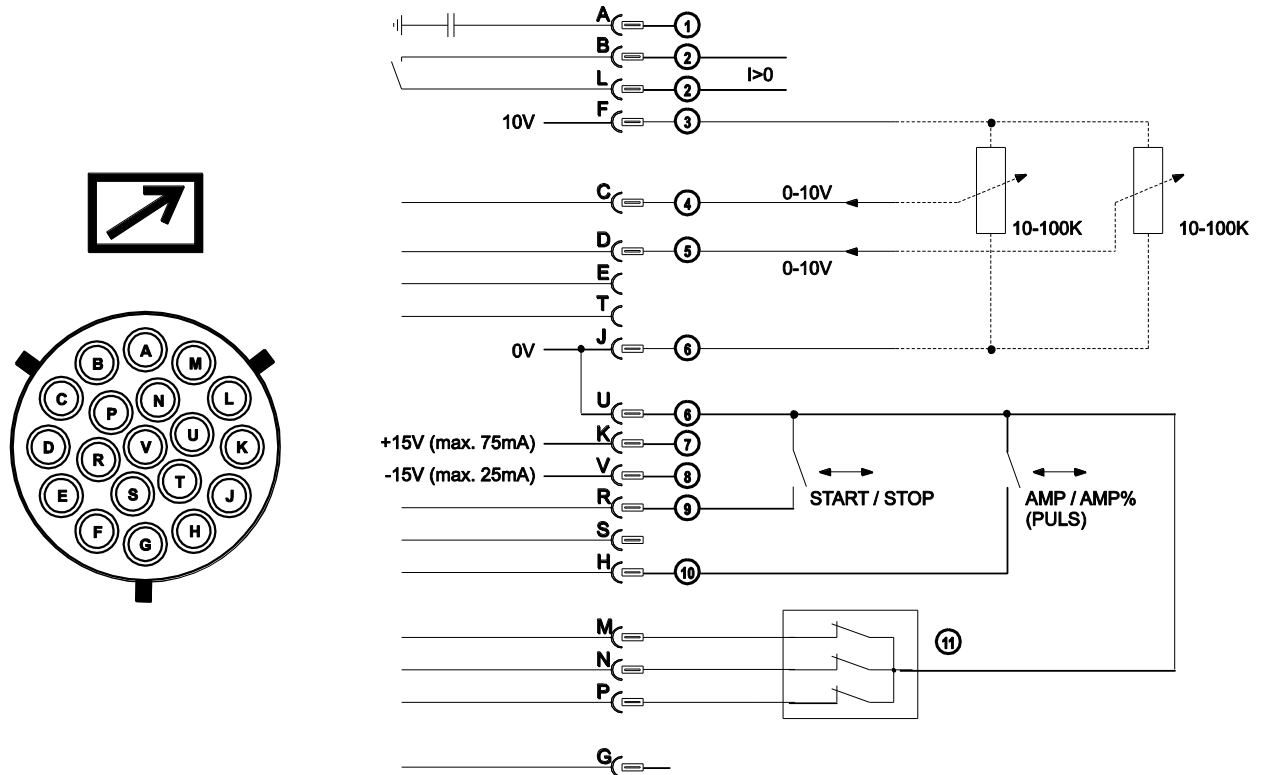 A 1
B 2
I>0
L 2
10V F 3
C 4 0-10V
10-100K 10-100K
D 5
0-10V
E
T
0V J 6
U 6
+15V (max. 75mA) K 7
-15V (max. 25mA) V 8
R 9
START / STOP AMP / AMP%
(PULS)
S
H 10
M 11
N
P
G
A
B M
C P N L
D R V U K
E S T J
F G H